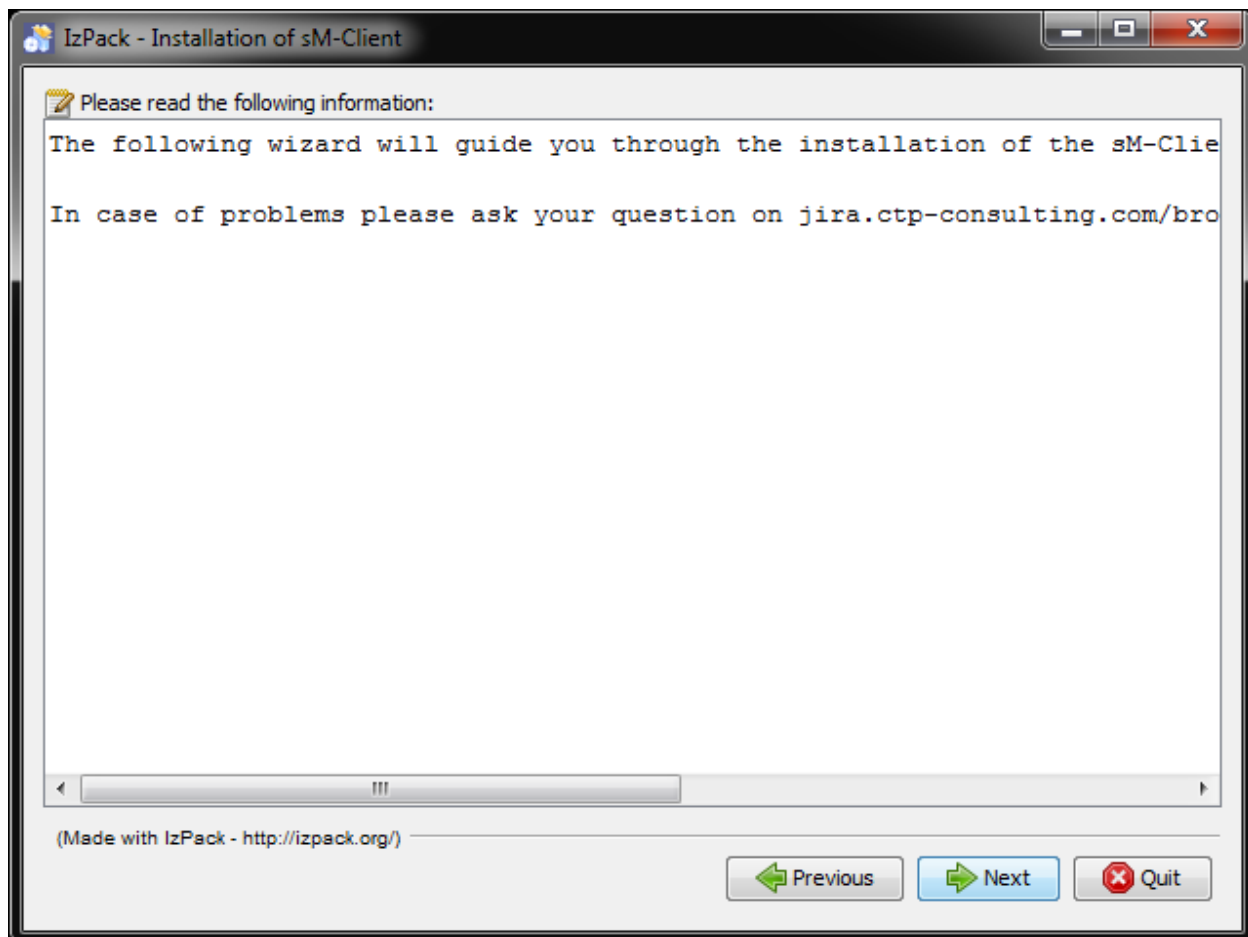 IzPack - Installation of sM-Client
Please read the following information:
The following wizard will guide you through the installation of the sM-Clie
In case of problems please ask your question on jira.ctp-consulting.com/bro
(Made with IzPack - http://izpack.org/)
Previous Next Quit